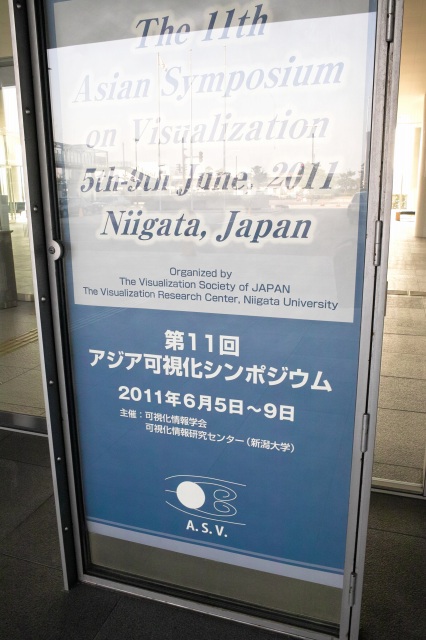 The 11th
Asian Symposium
on Visualization
5th-9th June, 2011
Niigata, Japan
Organized by
The Visualization Society of JAPAN
The Visualization Research Center, Niigata University
第11回
アジア可視化シンポジウム
2011年6月5日～9日
主催：可視化情報学会
可視化情報研究センター（新潟大学）
A.S.V.